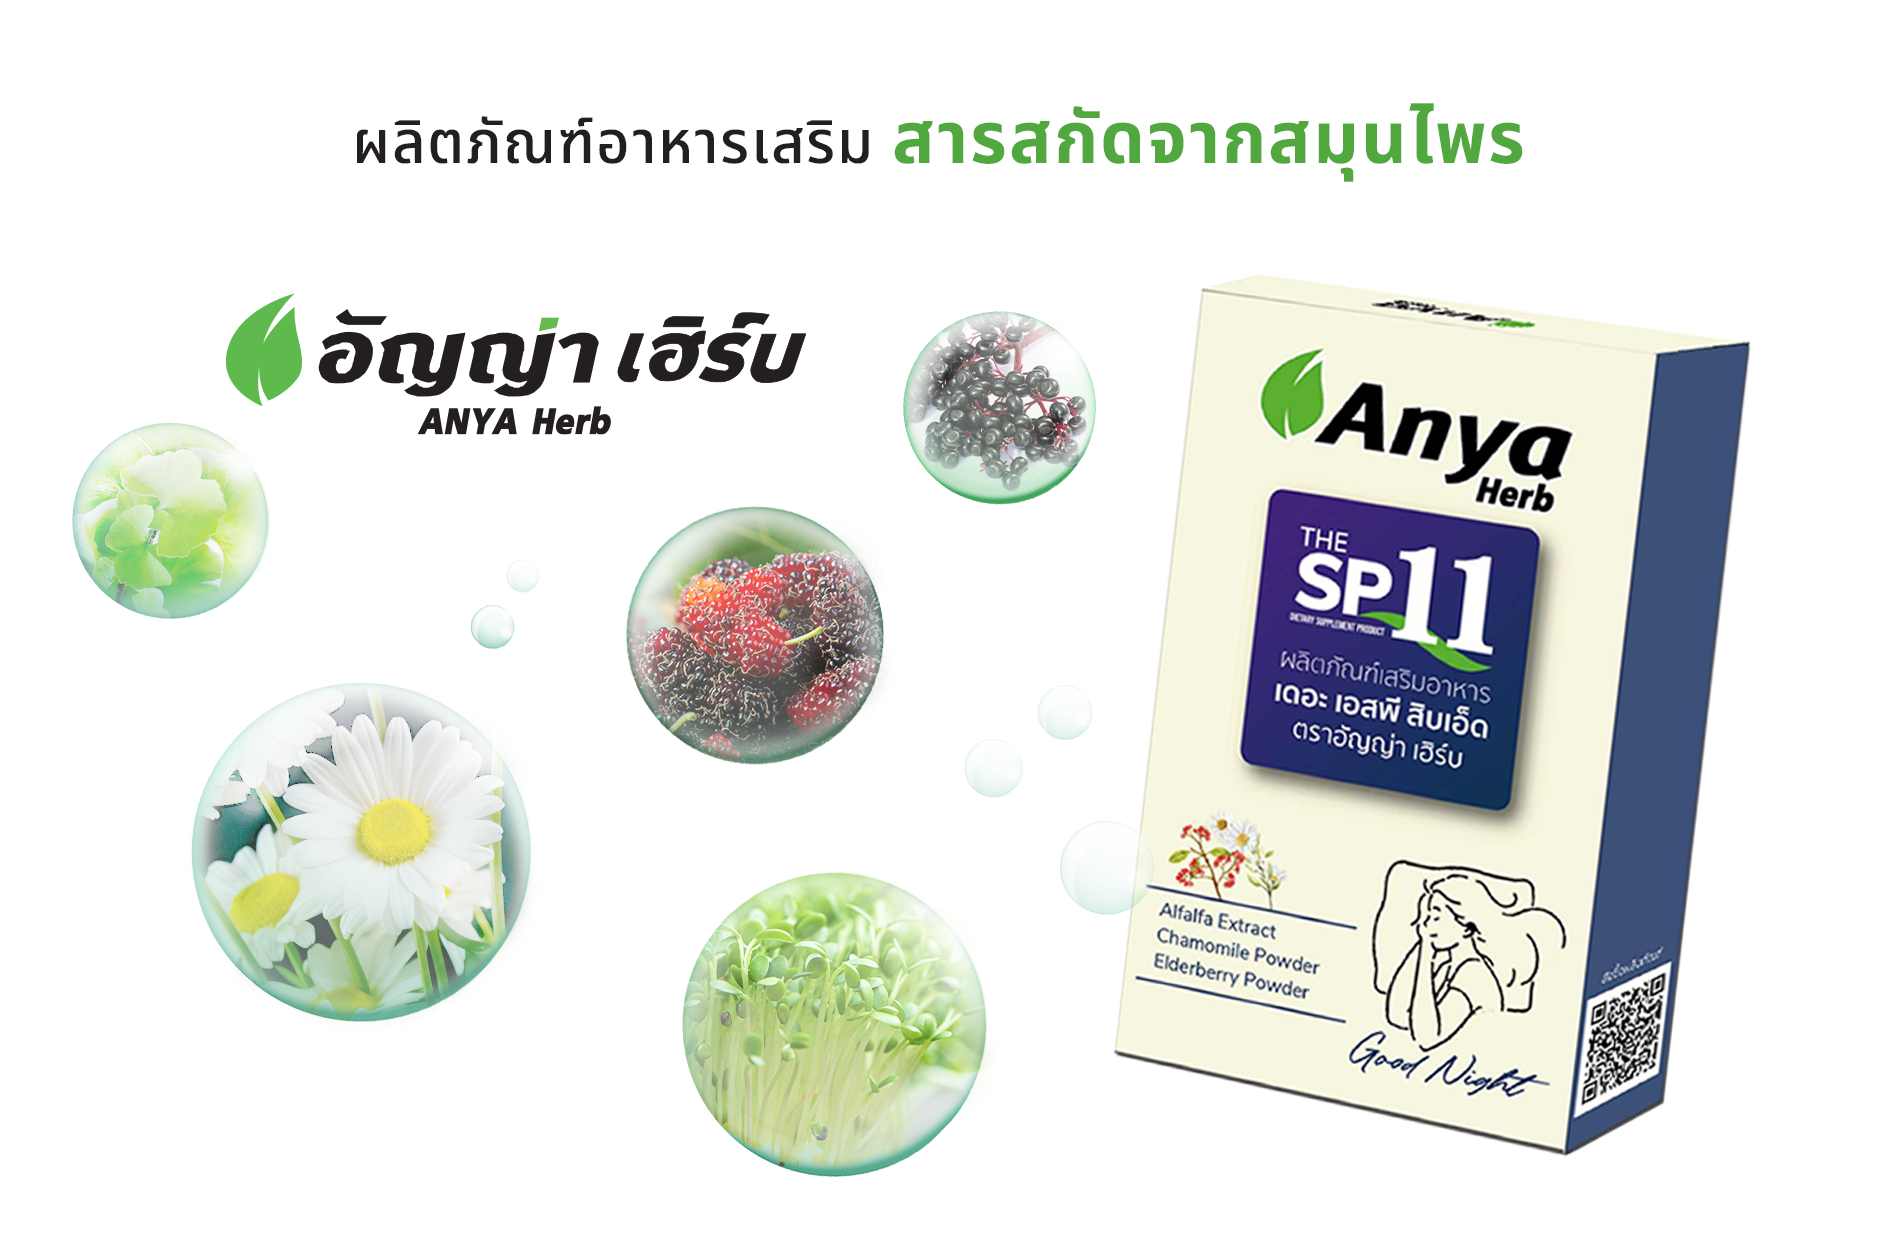 ผลิตภัณฑ์อาหารเสริม สารสกัดจากสมุนไพร
อัญญ่า เฮิร์บ
ANYA Herb
Anya
Herb
THE
SP11
DIETARY SUPPLEMENT PRODUCT
ผลิตภัณฑ์เสริมอาหาร
เดอะ เอสพี สิบเอ็ด
ตราอัญญ่า เฮิร์บ
Alfalfa Extract
Chamomile Powder
Elderberry Powder
Good Night